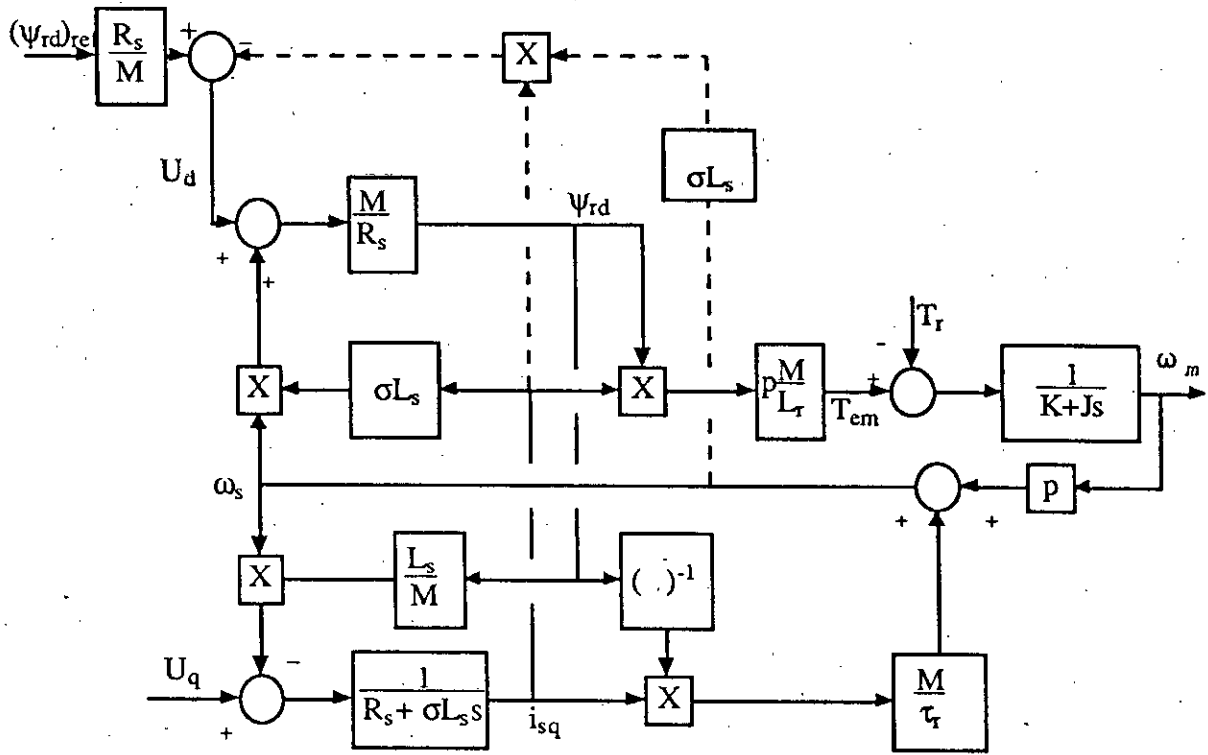 (ψrd)re
Rs
M
+
-
X
Ud
σLs
M
Rs
ψrd
+
+
+
Tr
-
X
σLs
X
p M
Lr
+
Tem
1
K+Js
ωm
ωs
p
+
+
X
Ls
M
( . )-1
-
Uq
+
1
Rs + σLss
isq
X
M
τr